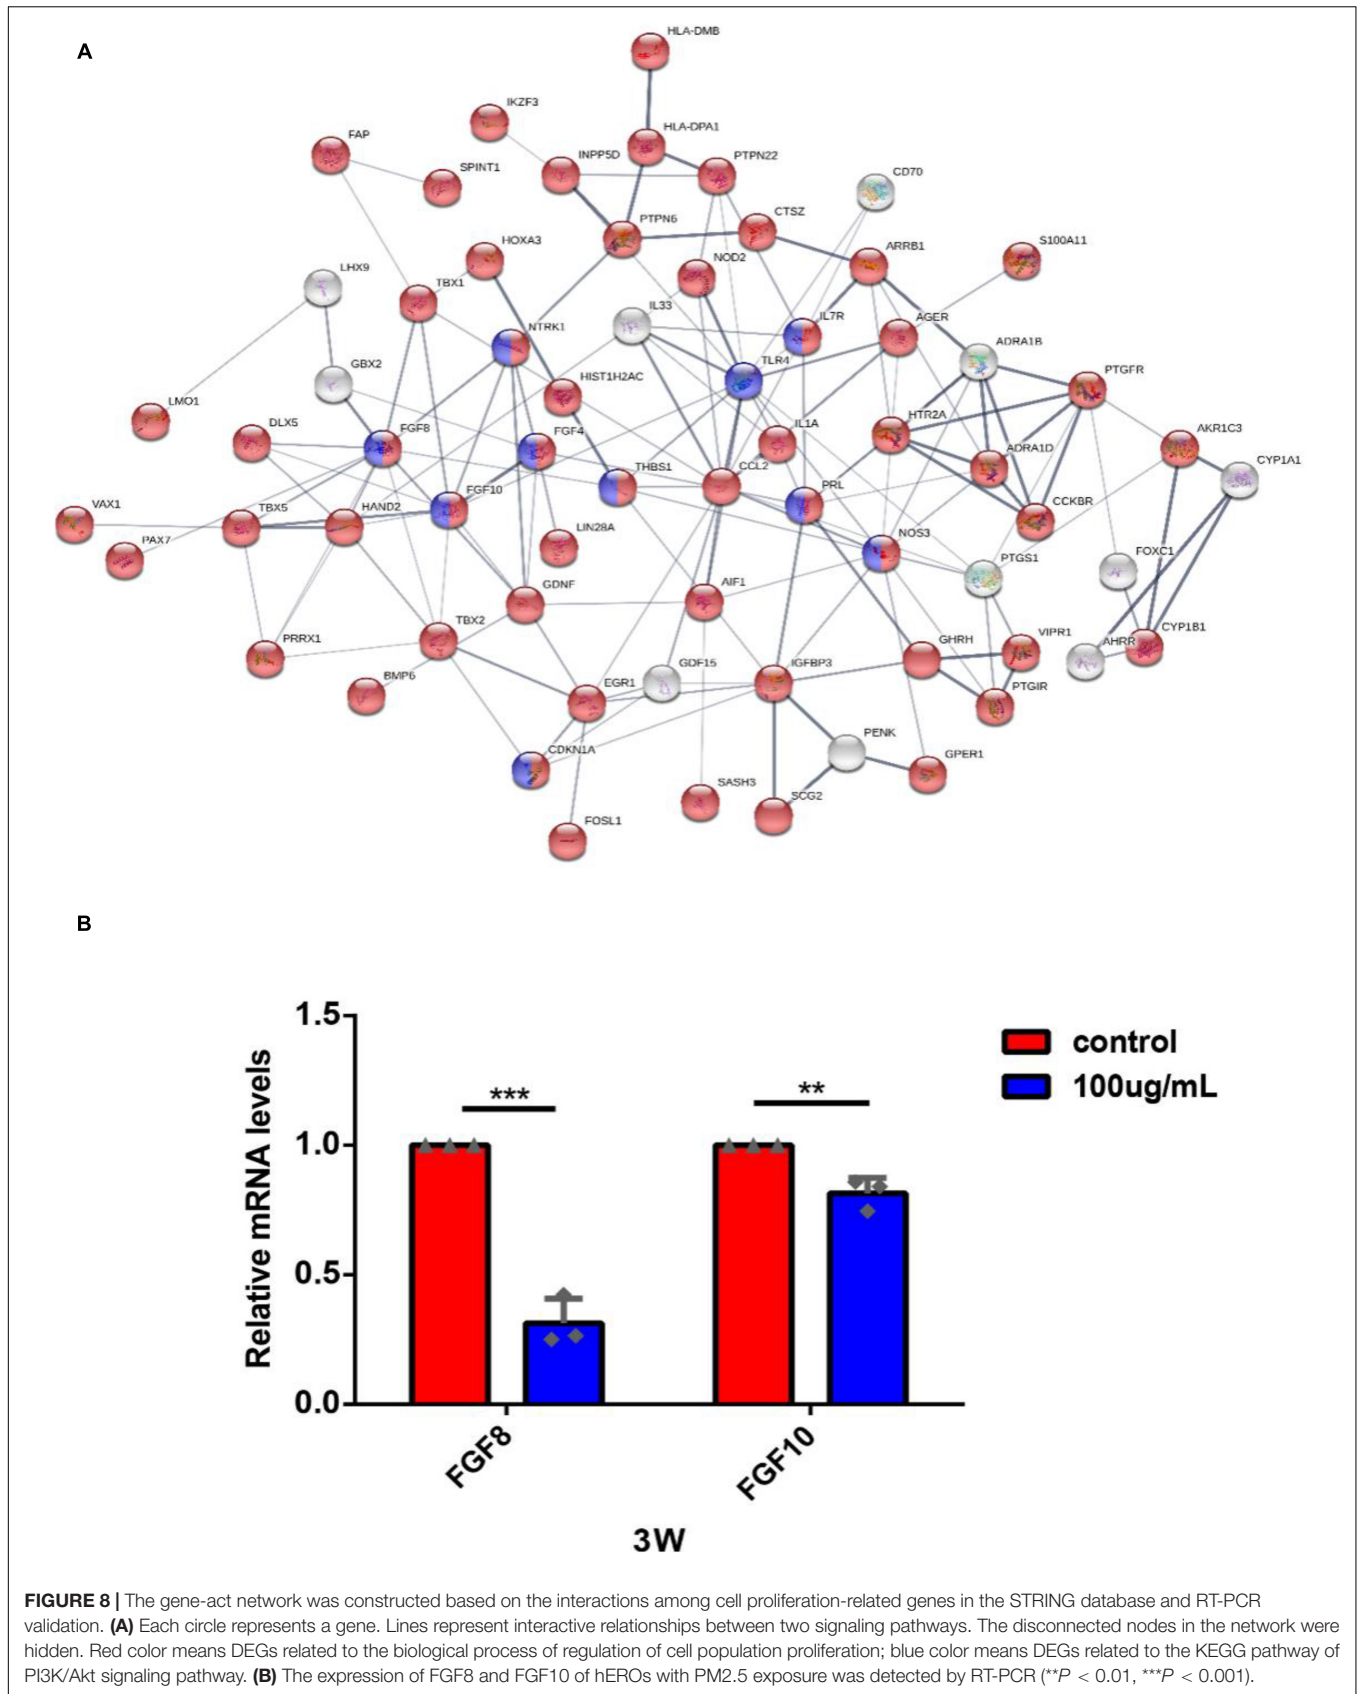 A
HLA-DMB
IKZF3
HLA-DPA1
FAP
INPP5D
PTPN22
SPINT1
CD70
PTPN6
CTSZ
HOXA3
ARRB1
S100A11
NOD2
LHX9
TBX1
IL33
IL7R
AGER
NTRK1
ADRA1B
TLR4
GBX2
PTGFR
HIST1H2AC
LMO1
DLX5
FGF8
FGF4
IL1A
HTR2A
AKR1C3
ADRA1D
CYP1A1
THBS1
CCL2
PRL
FGF10
CCKBR
VAX1
TBX5
HAND2
LIN28A
NOS3
PAX7
PTGS1
FOXC1
GDNF
AIF1
TBX2
PRRX1
GHRH
VIPR1
AHRR
CYP1B1
BMP6
EGR1
GDF15
IGFBP3
PTGIR
CDKN1A
PENK
GPER1
SASH3
SCG2
FOSL1
B
1.5
1.0
0.5
0.0
Relative mRNA levels
***
**
control
100ug/mL
FGF8
FGF10
3W
FIGURE 8 | The gene-act network was constructed based on the interactions among cell proliferation-related genes in the STRING database and RT-PCR
validation. (A) Each circle represents a gene. Lines represent interactive relationships between two signaling pathways. The disconnected nodes in the network were
hidden. Red color means DEGs related to the biological process of regulation of cell population proliferation; blue color means DEGs related to the KEGG pathway of
PI3K/Akt signaling pathway. (B) The expression of FGF8 and FGF10 of hEROs with PM2.5 exposure was detected by RT-PCR (**P < 0.01, ***P < 0.001).